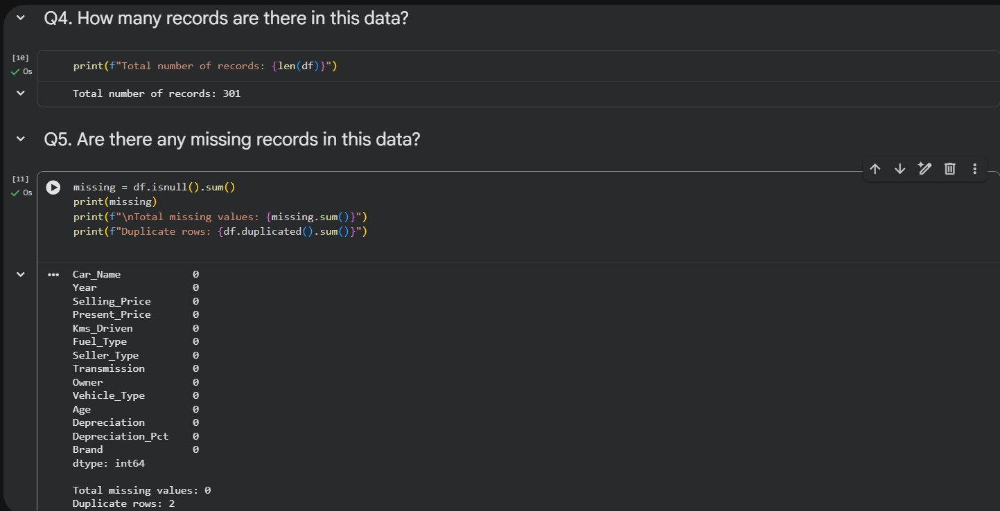 Q4. How many records are there in this data?
[10]
0s
print(f"Total number of records: {len(df)}")
Total number of records: 301
Q5. Are there any missing records in this data?
[11]
0s
missing = df.isnull().sum()
print(missing)
print(f"\nTotal missing values: {missing.sum()}")
print(f"Duplicate rows: {df.duplicated().sum()}")
Car_Name 0
Year 0
Selling_Price 0
Present_Price 0
Kms_Driven 0
Fuel_Type 0
Seller_Type 0
Transmission 0
Owner 0
Vehicle_Type 0
Age 0
Depreciation 0
Depreciation_Pct 0
Brand 0
dtype: int64
Total missing values: 0
Duplicate rows: 2